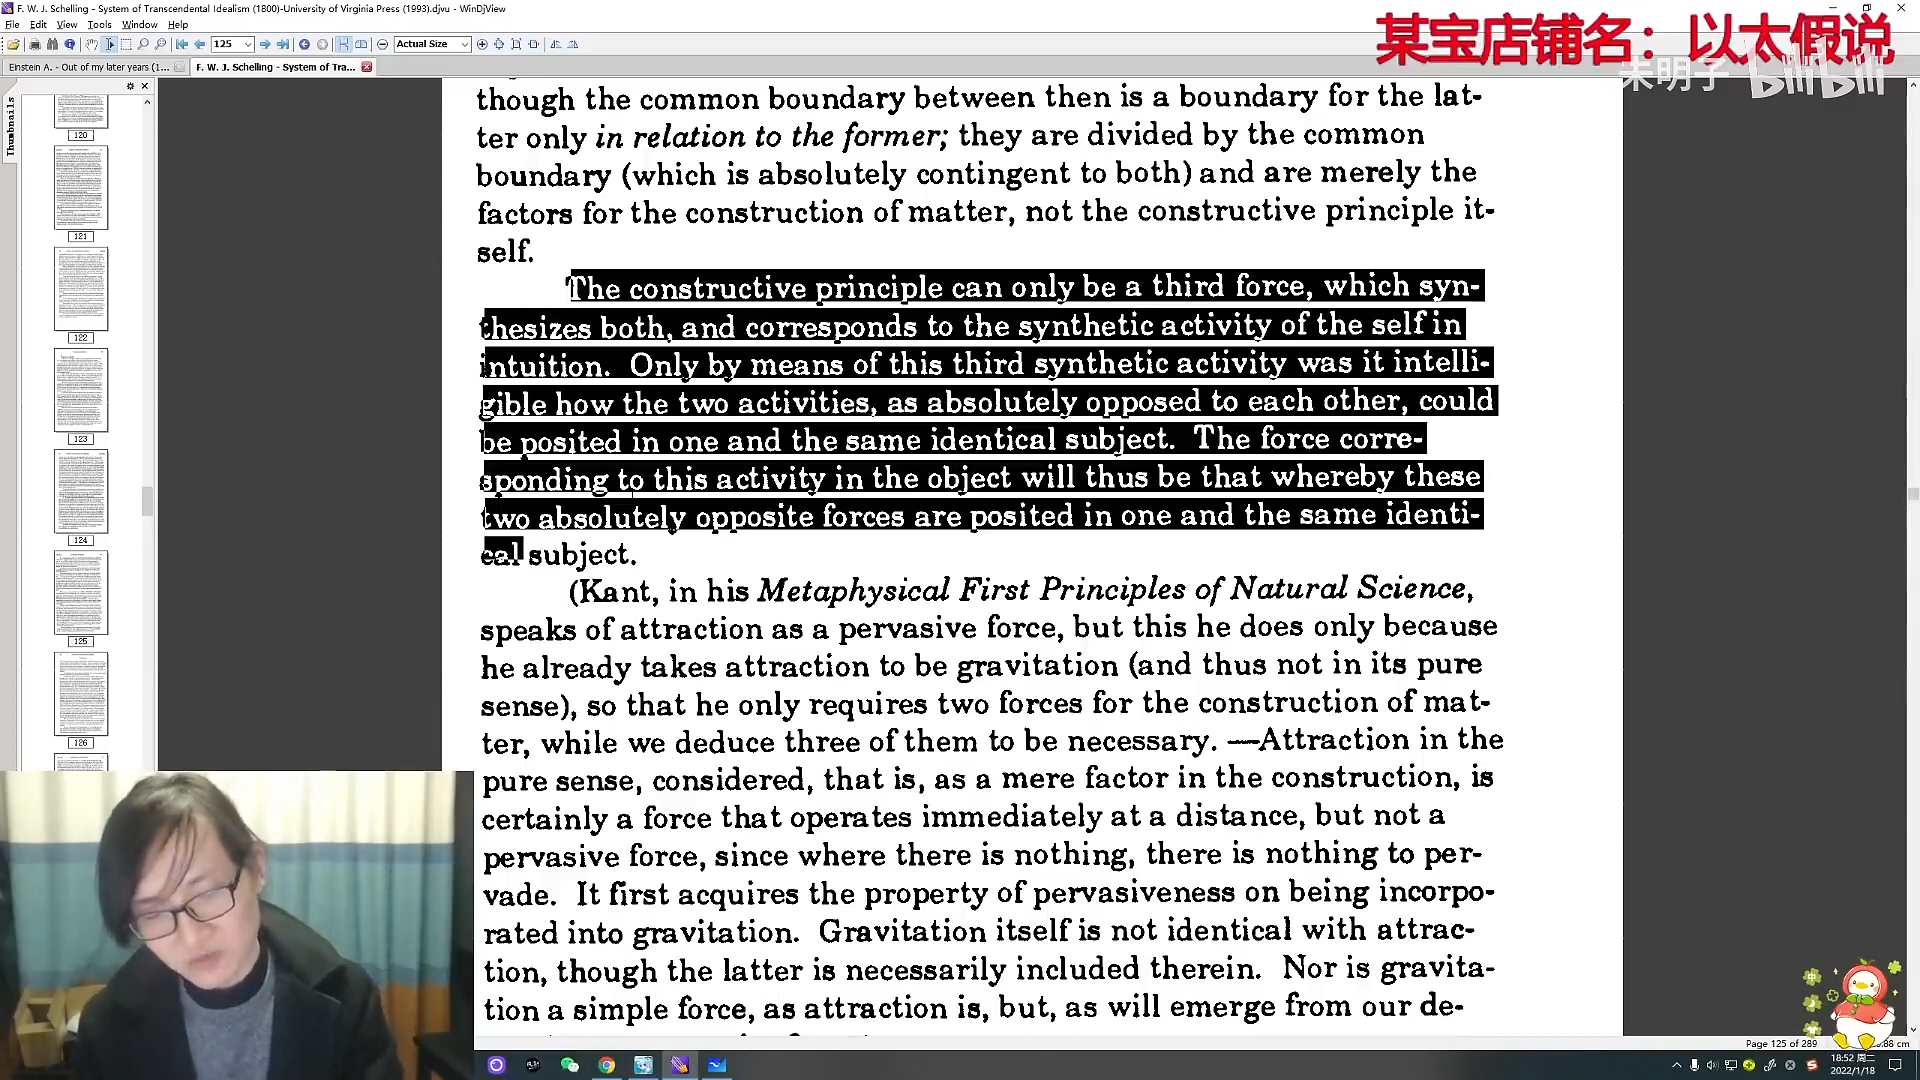 F. W. J. Schelling - System of Transcendental Idealism (1800)-University of Virginia Press (1993).djvu - WinDjView
File Edit View Tools Window Help
125
Actual Size
Einstein A. - Out of my later years (1...
F. W. J. Schelling - System of Tra...
某宝店铺名：以太假说
朱明子 bilibili
Thumbnails
120
121
122
123
124
125
126
though the common boundary between then is a boundary for the lat-
ter only in relation to the former; they are divided by the common
boundary (which is absolutely contingent to both) and are merely the
factors for the construction of matter, not the constructive principle it-
self.
The constructive principle can only be a third force, which syn-
thesizes both, and corresponds to the synthetic activity of the self in
intuition. Only by means of this third synthetic activity was it intelli-
gible how the two activities, as absolutely opposed to each other, could
be posited in one and the same identical subject. The force corre-
sponding to this activity in the object will thus be that whereby these
two absolutely opposite forces are posited in one and the same identi-
cal subject.
(Kant, in his Metaphysical First Principles of Natural Science,
speaks of attraction as a pervasive force, but this he does only because
he already takes attraction to be gravitation (and thus not in its pure
sense), so that he only requires two forces for the construction of mat-
ter, while we deduce three of them to be necessary. —Attraction in the
pure sense, considered, that is, as a mere factor in the construction, is
certainly a force that operates immediately at a distance, but not a
pervasive force, since where there is nothing, there is nothing to per-
vade. It first acquires the property of pervasiveness on being incorpo-
rated into gravitation. Gravitation itself is not identical with attrac-
tion, though the latter is necessarily included therein. Nor is gravita-
tion a simple force, as attraction is, but, as will emerge from our de-
Page 125 of 289
cm
18:52 周二
2022/1/18